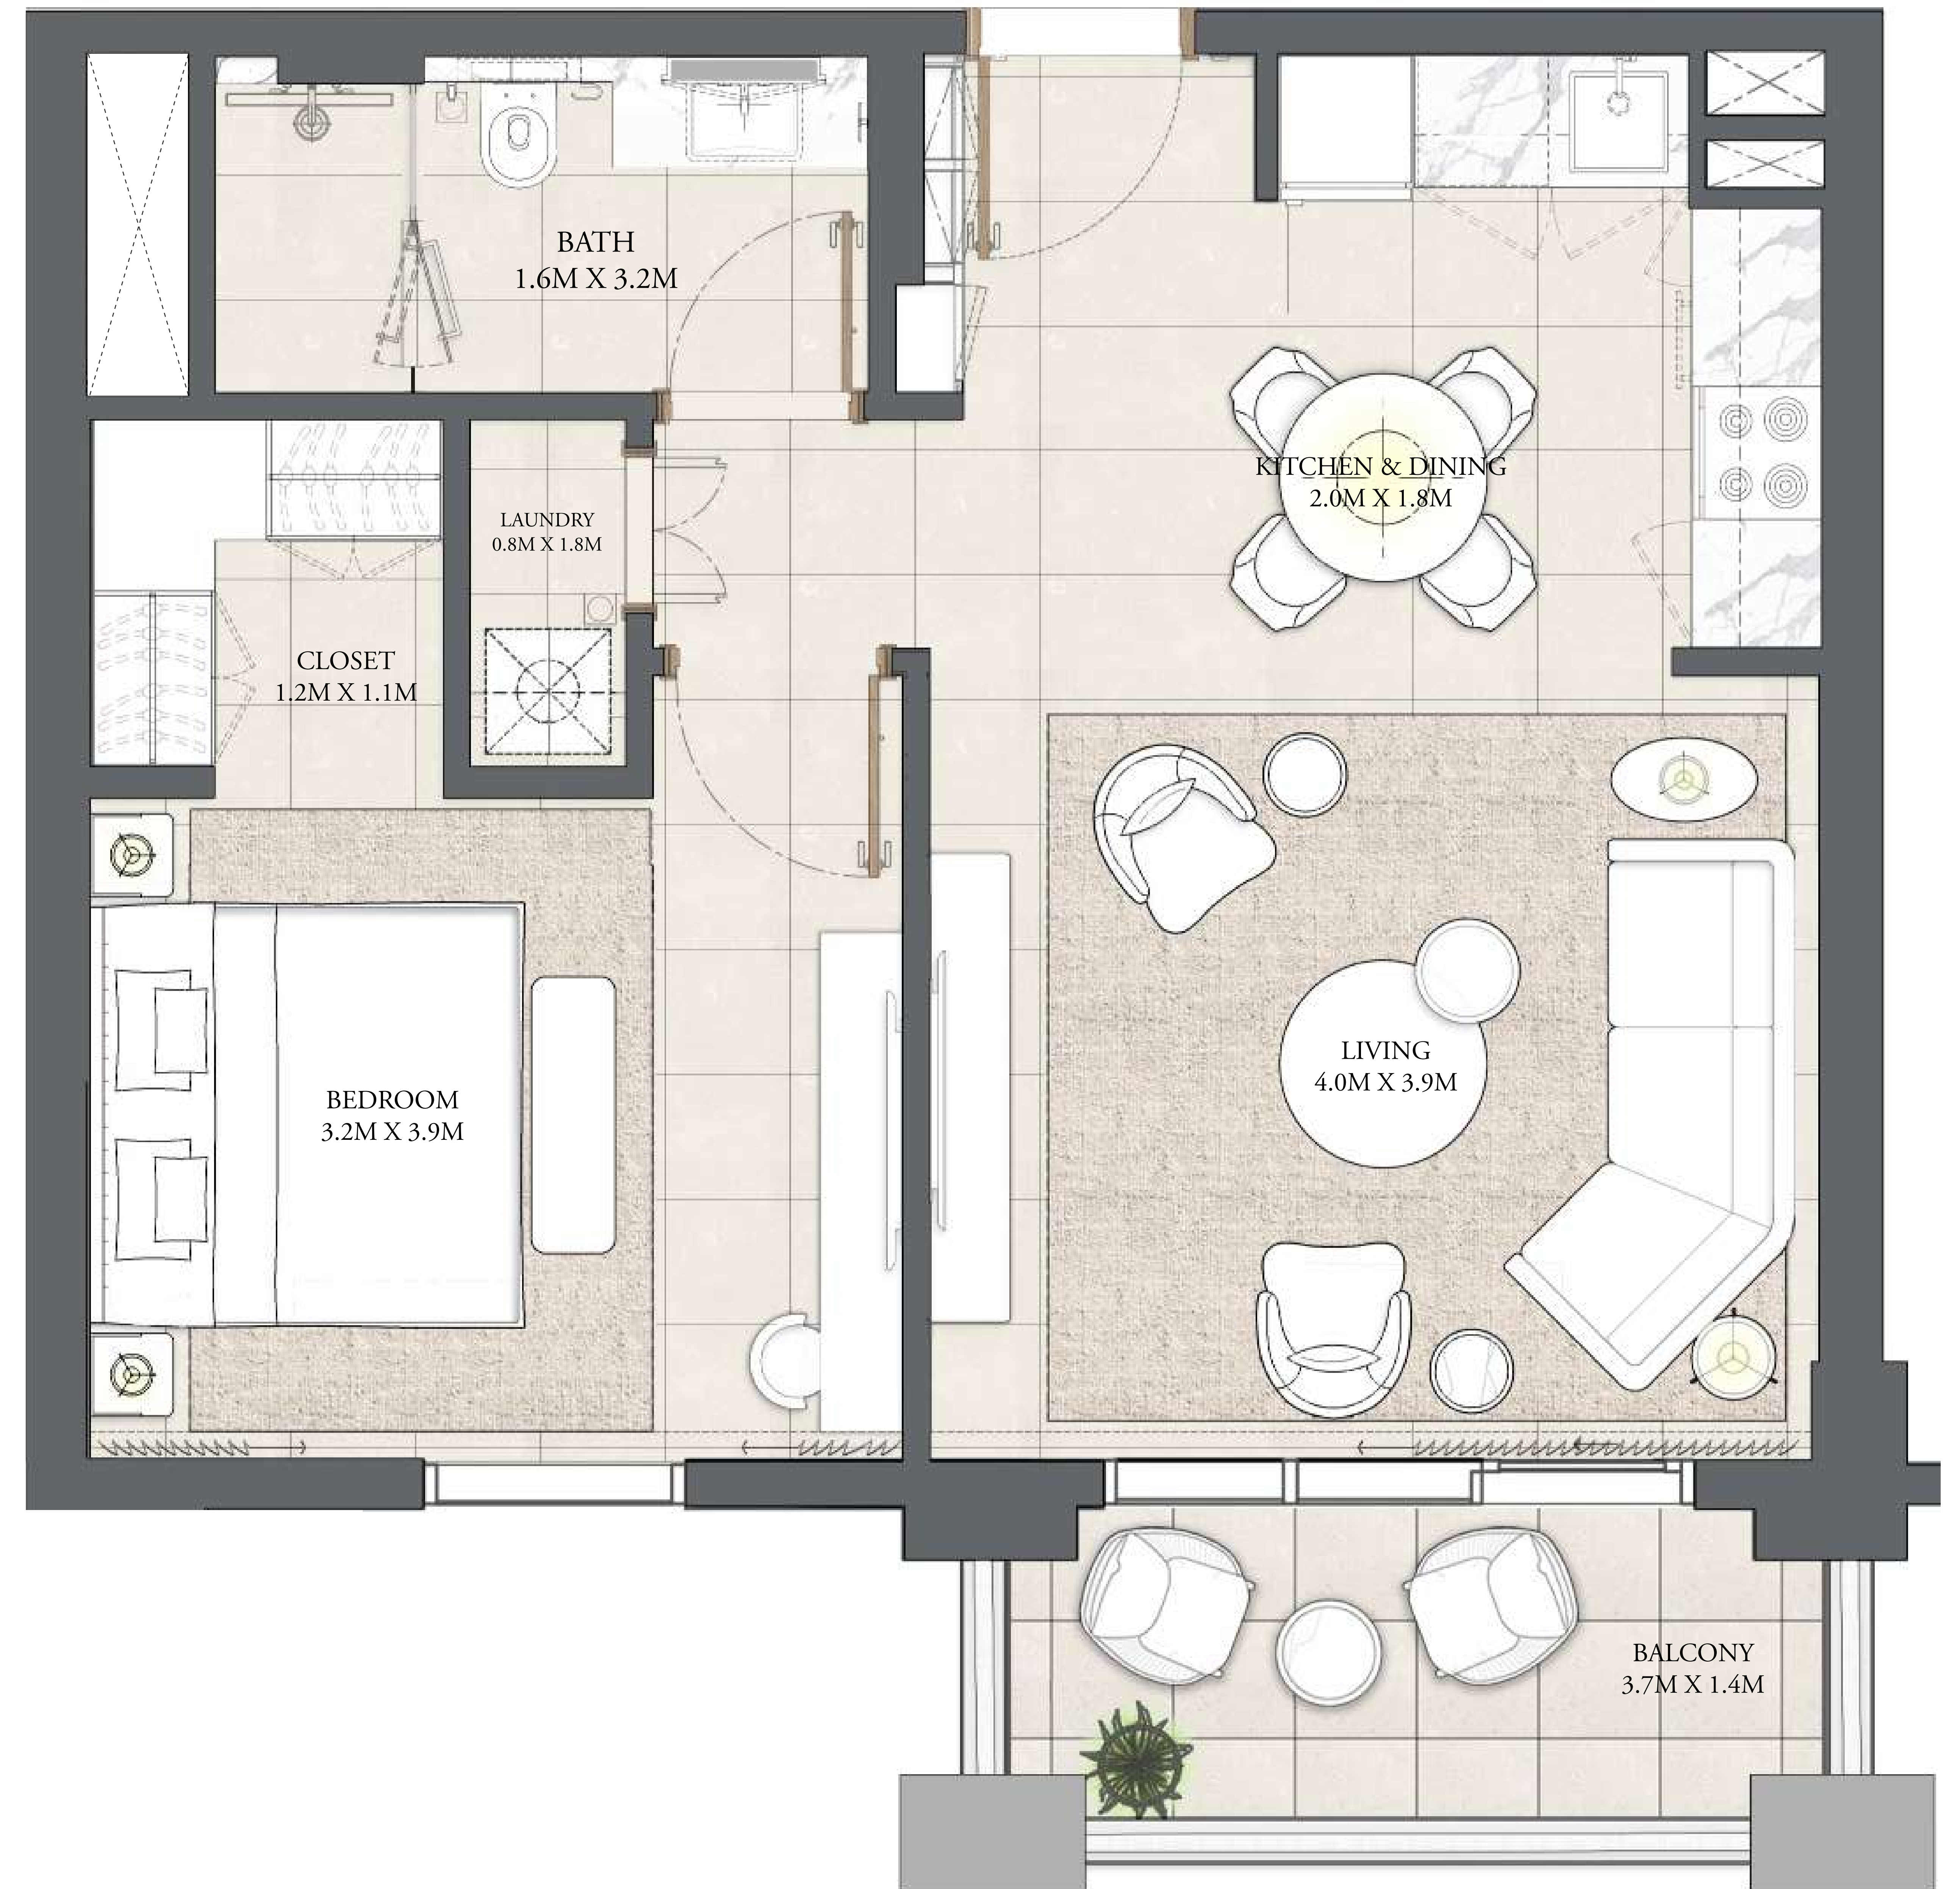 BATH
1.6M X 3.2M
KITCHEN & DINING
2.0M X 1.8M
LAUNDRY
0.8M X 1.8M
CLOSET
1.2M X 1.1M
BEDROOM
3.2M X 3.9M
LIVING
4.0M X 3.9M
BALCONY
3.7M X 1.4M